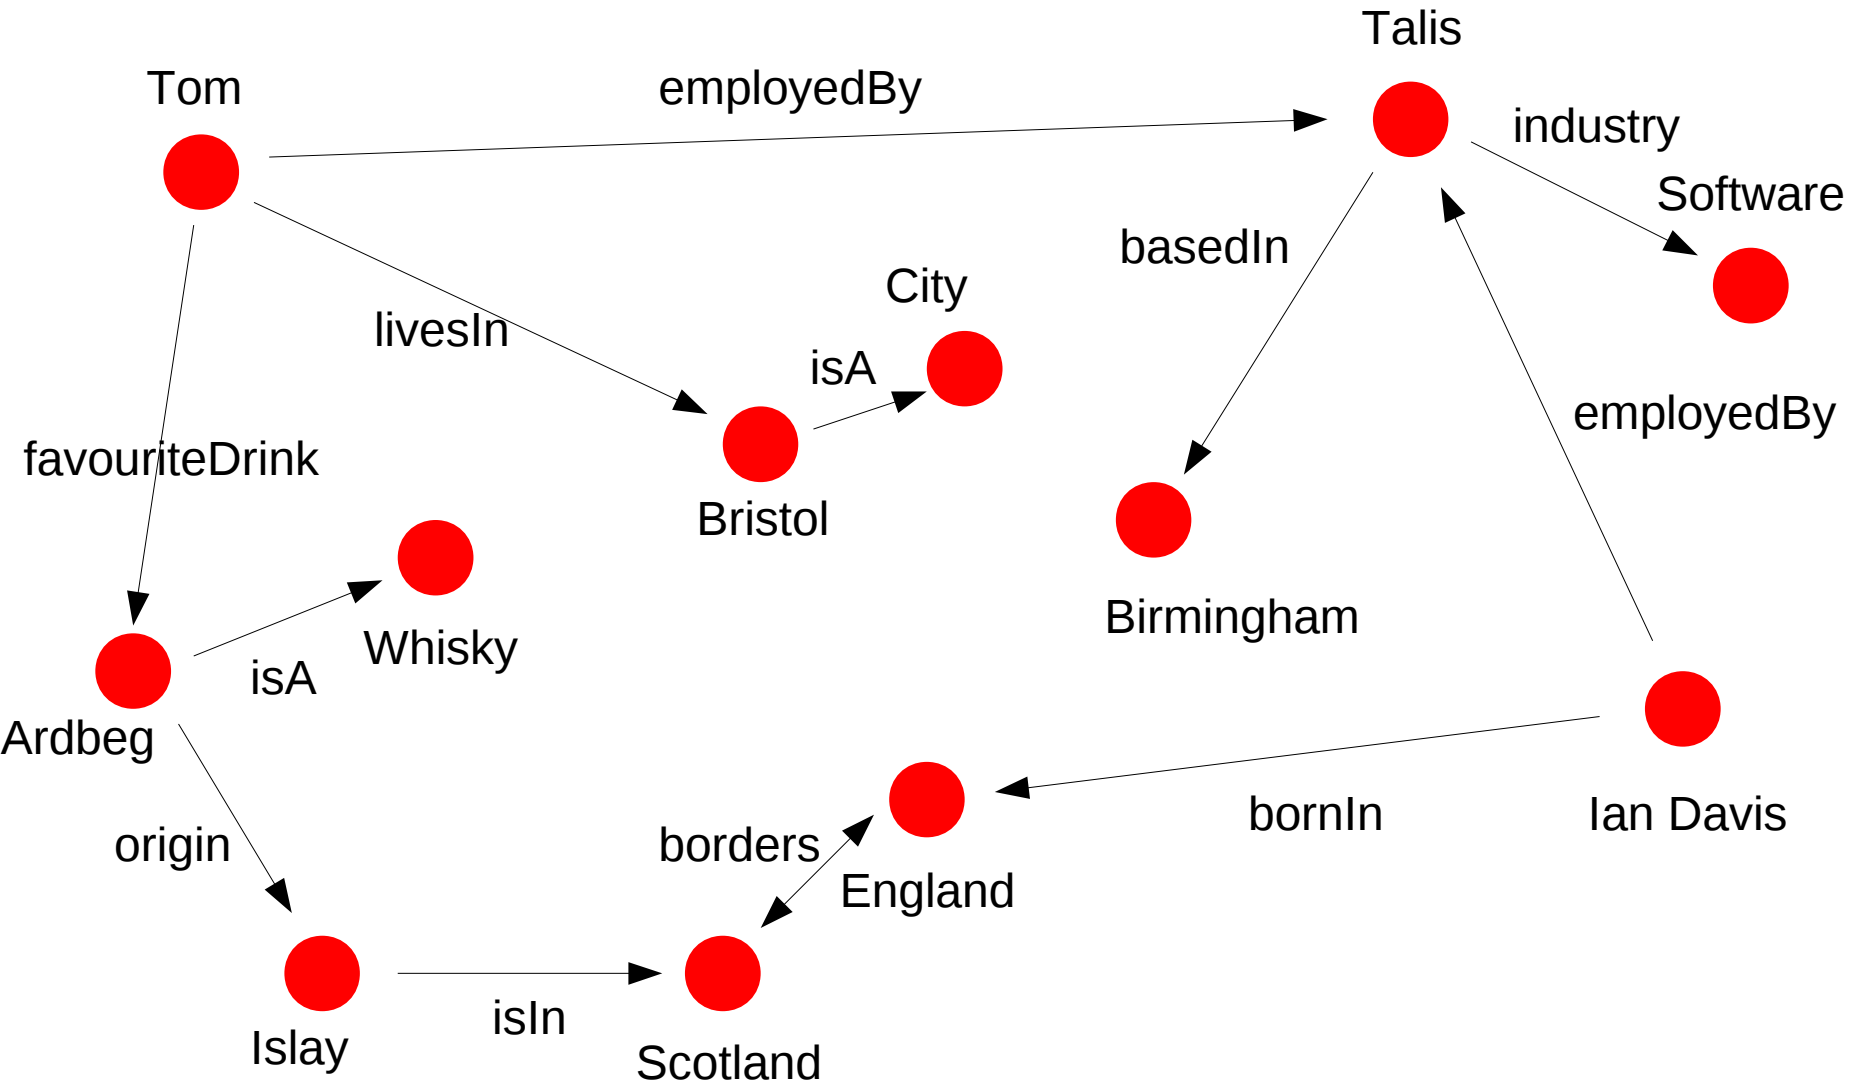 Talis
Tom
employedBy
industry
Software
basedIn
City
livesIn
isA
employedBy
favouriteDrink
Bristol
Birmingham
Whisky
isA
Ardbeg
bornIn
Ian Davis
origin
borders
England
isIn
Islay
Scotland